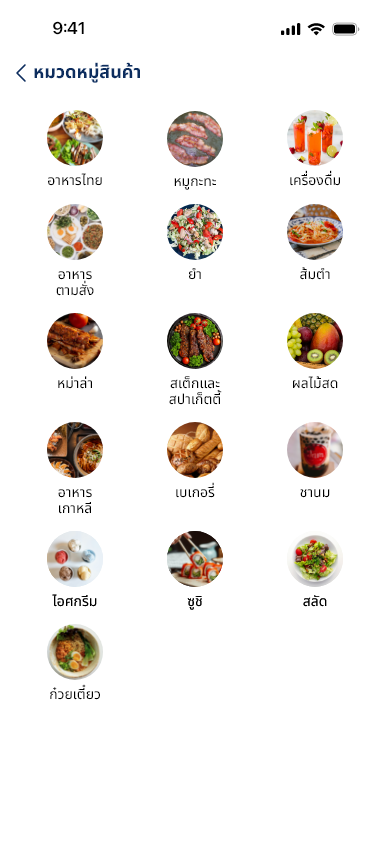 9:41
หมวดหมู่สินค้า
อาหารไทย
หมูกะทะ
เครื่องดื่ม
อาหาร
ตามสั่ง
ยำ
ส้มตำ
หม่าล่า
สเต็กและ
สปาเก็ตตี้
ผลไม้สด
อาหาร
เกาหลี
เบเกอรี่
ชานม
ไอศกรีม
ซูชิ
สลัด
ก๋วยเตี๋ยว